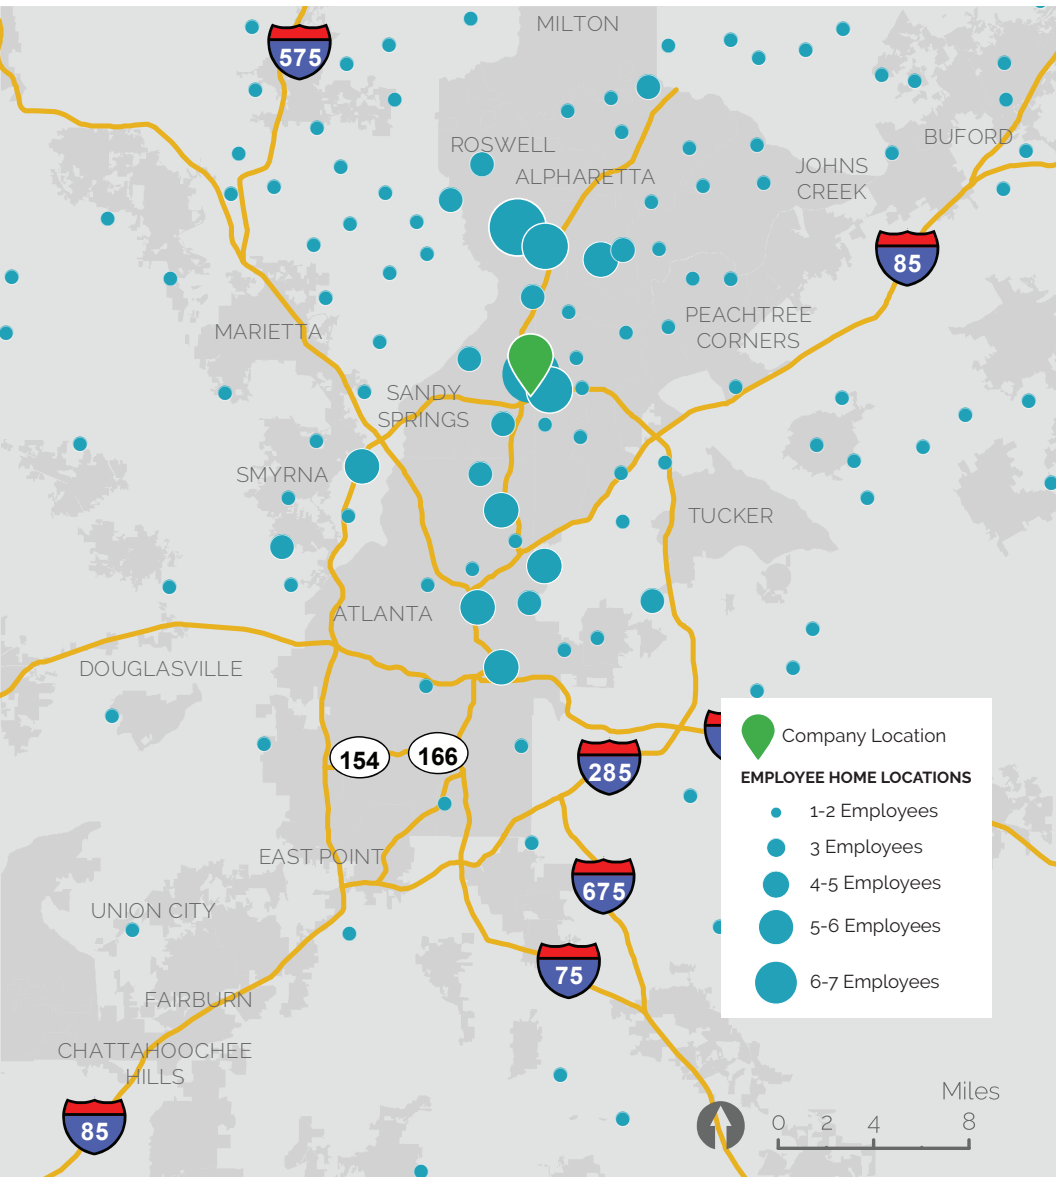 MILTON
575
ROSWELL
BUFORD
ALPHARETTA
JOHNS
CREEK
85
PEACHTREE
CORNERS
MARIETTA
SANDY
SPRINGS
SMYRNA
TUCKER
ATLANTA
DOUGLASVILLE
154
166
285
Company Location
EMPLOYEE HOME LOCATIONS
1-2 Employees
3 Employees
4-5 Employees
5-6 Employees
6-7 Employees
EAST POINT
675
UNION CITY
75
FAIRBURN
CHATTAHOOCHEE
HILLS
85
Miles
0 2 4 8